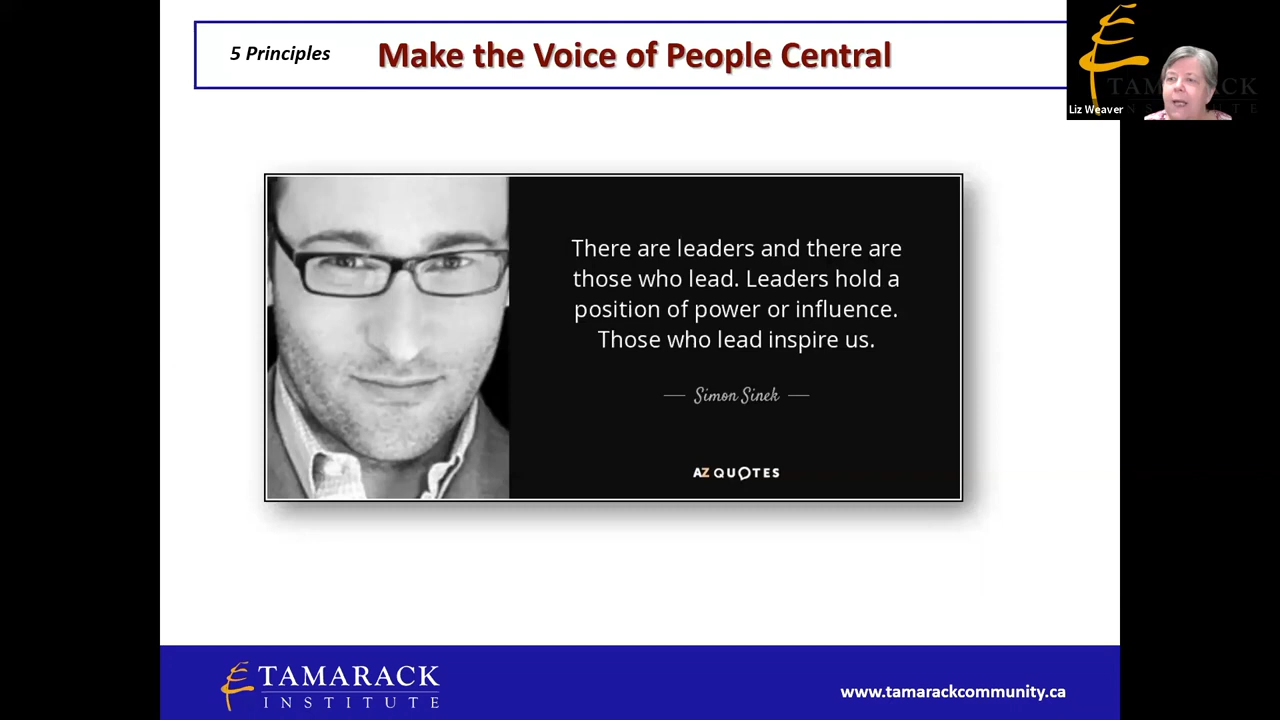 5 Principles
Make the Voice of People Central
TAMARACK
INSTITUTE
Liz Weaver
There are leaders and there are
those who lead. Leaders hold a
position of power or influence.
Those who lead inspire us.
Simon Sinek
AZ QUOTES
TAMARACK
INSTITUTE
www.tamarackcommunity.ca